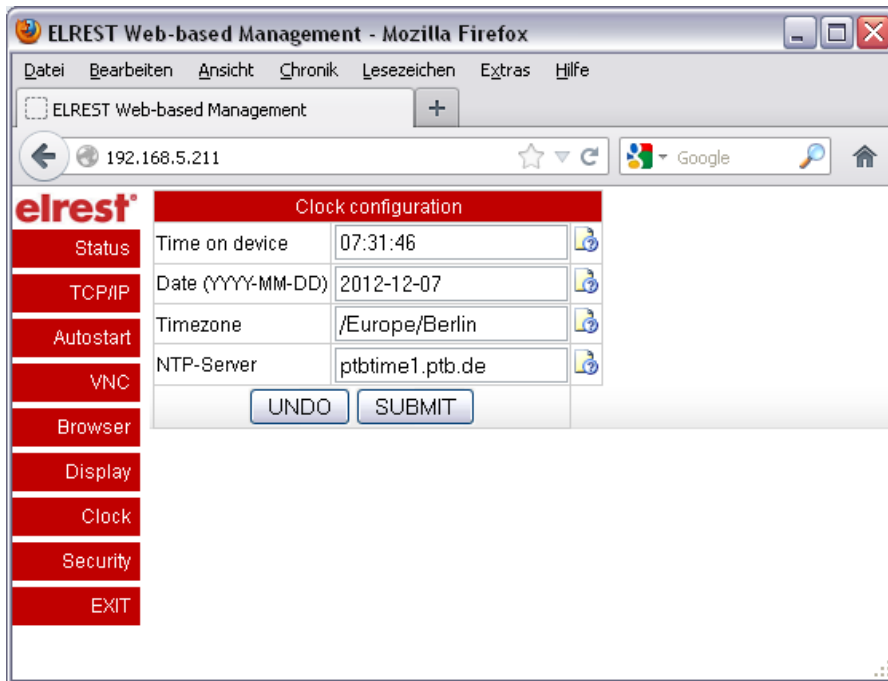 ELREST Web-based Management - Mozilla Firefox
Datei Bearbeiten Ansicht Chronik Lesezeichen Extras Hilfe
ELREST Web-based Management +
192.168.5.211 Google
elrest
Clock configuration
Status
Time on device 07:31:46
TCP/IP
Date (YYYY-MM-DD) 2012-12-07
Autostart
Timezone /Europe/Berlin
VNC
NTP-Server ptbtime1.ptb.de
UNDO SUBMIT
Browser
Display
Clock
Security
EXIT